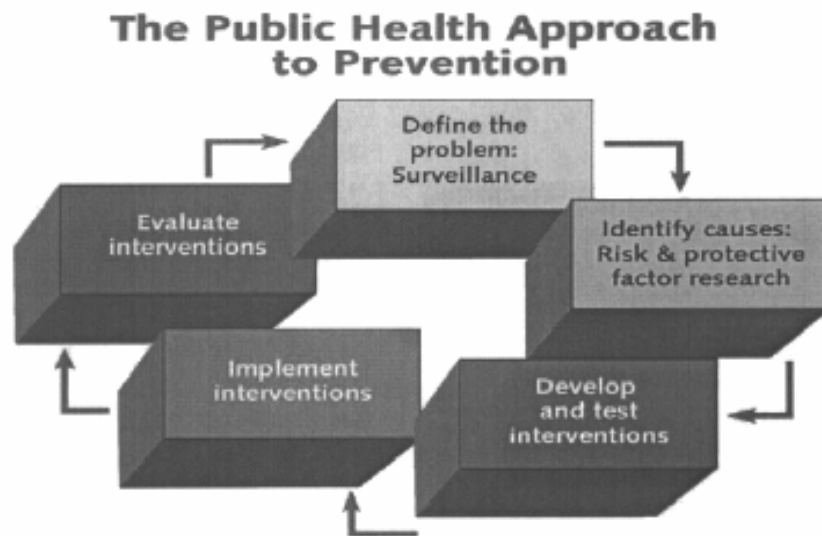 The Public Health Approach
to Prevention
Define the
problem:
Surveillance
Identify causes:
Risk & protective
factor research
Develop
and test
interventions
Implement
interventions
Evaluate
interventions